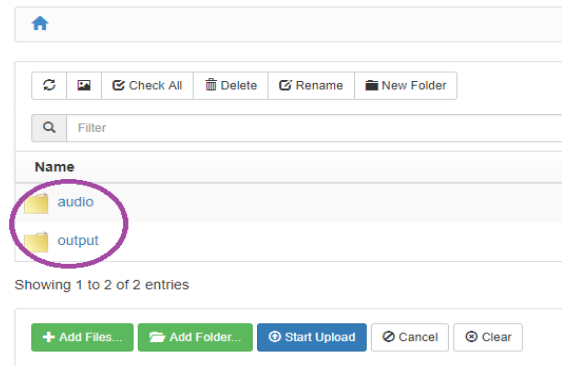 Check All Delete Rename New Folder
Filter
Name
audio
output
Showing 1 to 2 of 2 entries
Add Files... Add Folder... Start Upload Cancel Clear